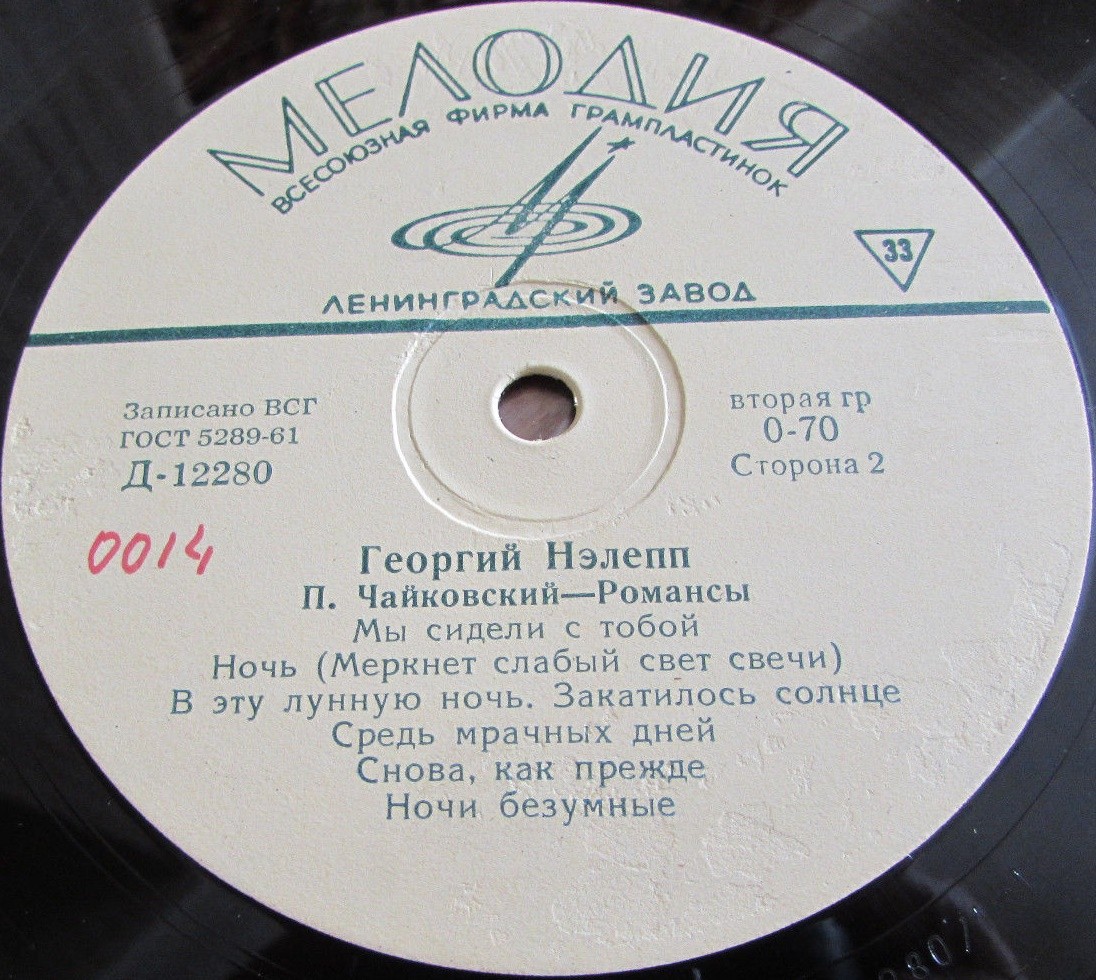 МЕЛОДИЯ
ВСЕСОЮЗНАЯ ФИРМА ГРАМПЛАСТИНОК
33
ЛЕНИНГРАДСКИЙ ЗАВОД
Записано ВСГ
ГОСТ 5289-61
Д-12280
вторая гр
0-70
Сторона 2
0014
Георгий Нэлепп
П. Чайковский—Романсы
Мы сидели с тобой
Ночь (Меркнет слабый свет свечи)
В эту лунную ночь. Закатилось солнце
Средь мрачных дней
Снова, как прежде
Ночи безумные